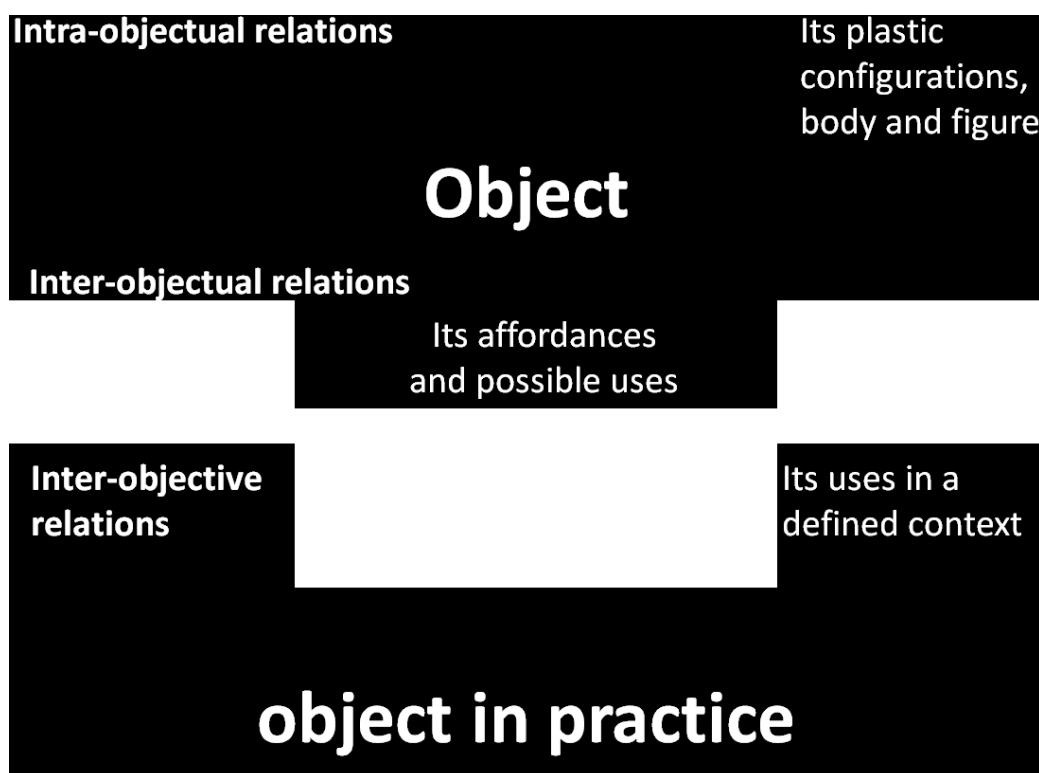 Intra-objectual relations
Its plastic
configurations,
body and figure
Object
Inter-objectual relations
Its affordances
and possible uses
Inter-objective
relations
Its uses in a
defined context
object in practice